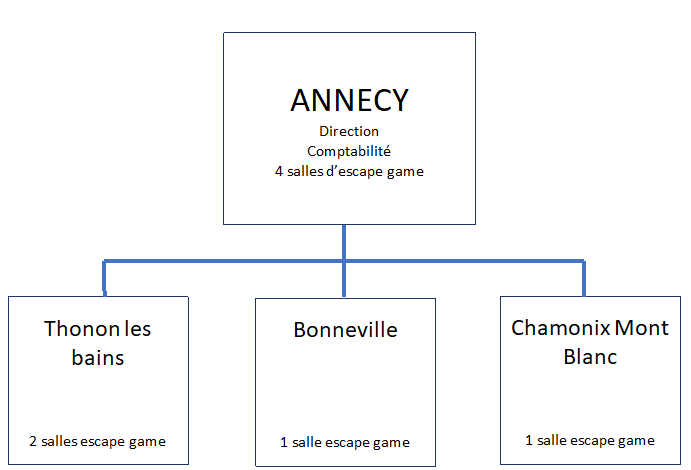 ANNECY
Direction
Comptabilité
4 salles d’escape game
Thonon les
bains
2 salles escape game
Bonneville
1 salle escape game
Chamonix Mont
Blanc
1 salle escape game